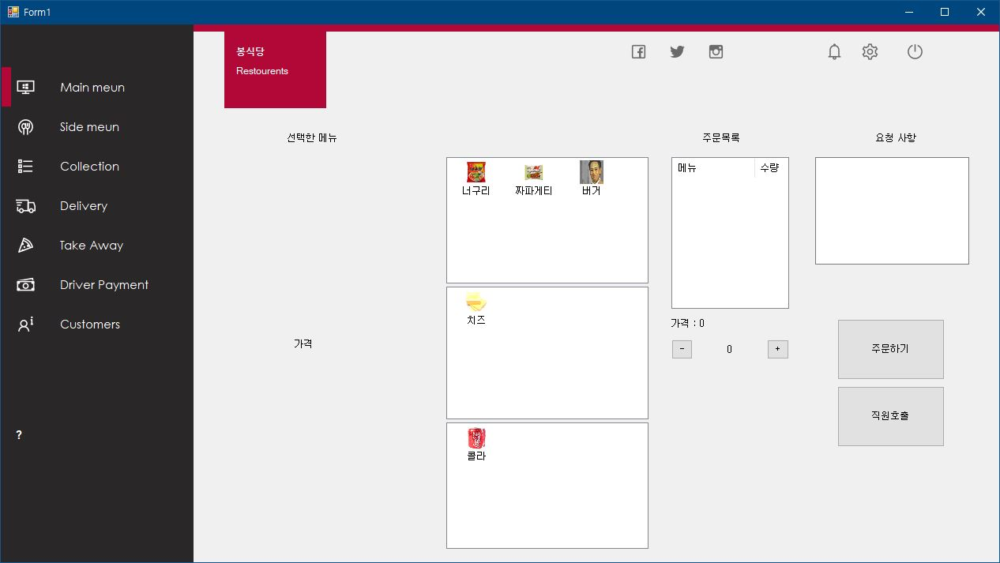 Form1
Main meun
Side meun
Collection
Delivery
Take Away
Driver Payment
Customers
?
봉식당
Restourents
선택한 메뉴
가격
너구리 짜파게티 버거
치즈
콜라
주문목록
메뉴 수량
가격 : 0
- 0 +
요청 사항
주문하기
직원호출